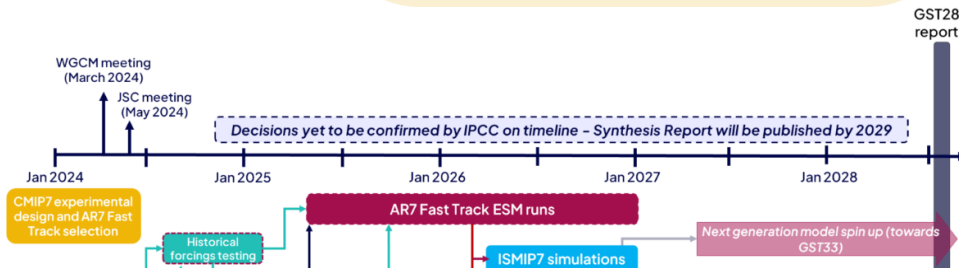 GST28
report
WGCM meeting
(March 2024)
JSC meeting
(May 2024)
Decisions yet to be confirmed by IPCC on timeline – Synthesis Report will be published by 2029
Jan 2024
Jan 2025
Jan 2026
Jan 2027
Jan 2028
CMIP7 experimental
design and AR7 Fast
Track selection
AR7 Fast Track ESM runs
Historical
forcings testing
Next generation model spin up (towards
GST33)
ISMIP7 simulations